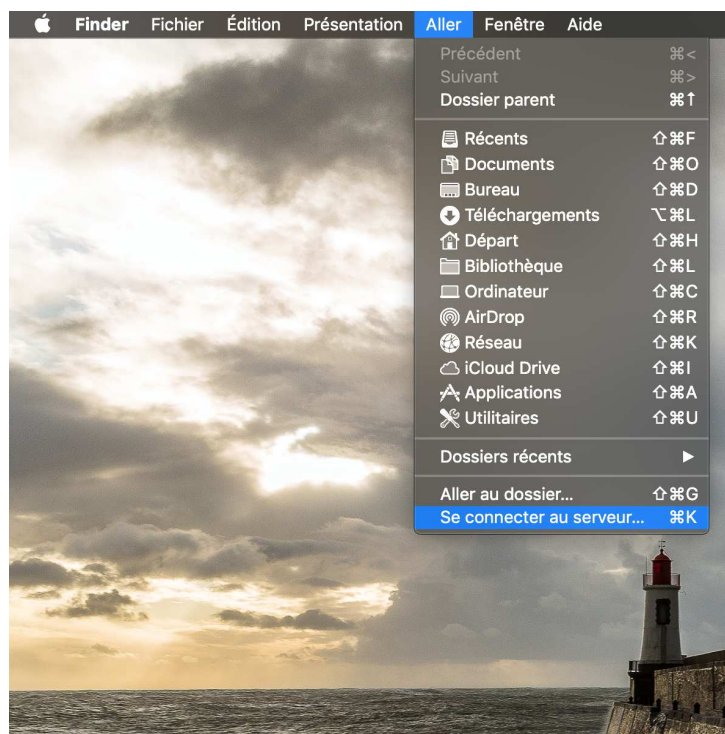 Finder Fichier Édition Présentation Aller Fenêtre Aide
Précédent ⌘<
Suivant ⌘>
Dossier parent ⌘↑
Récents ⇧⌘F
Documents ⇧⌘O
Bureau ⇧⌘D
Téléchargements ⌥⌘L
Départ ⇧⌘H
Bibliothèque ⇧⌘L
Ordinateur ⇧⌘C
AirDrop ⇧⌘R
Réseau ⇧⌘K
iCloud Drive ⇧⌘I
Applications ⇧⌘A
Utilitaires ⇧⌘U
Dossiers récents
Aller au dossier... ⇧⌘G
Se connecter au serveur... ⌘K